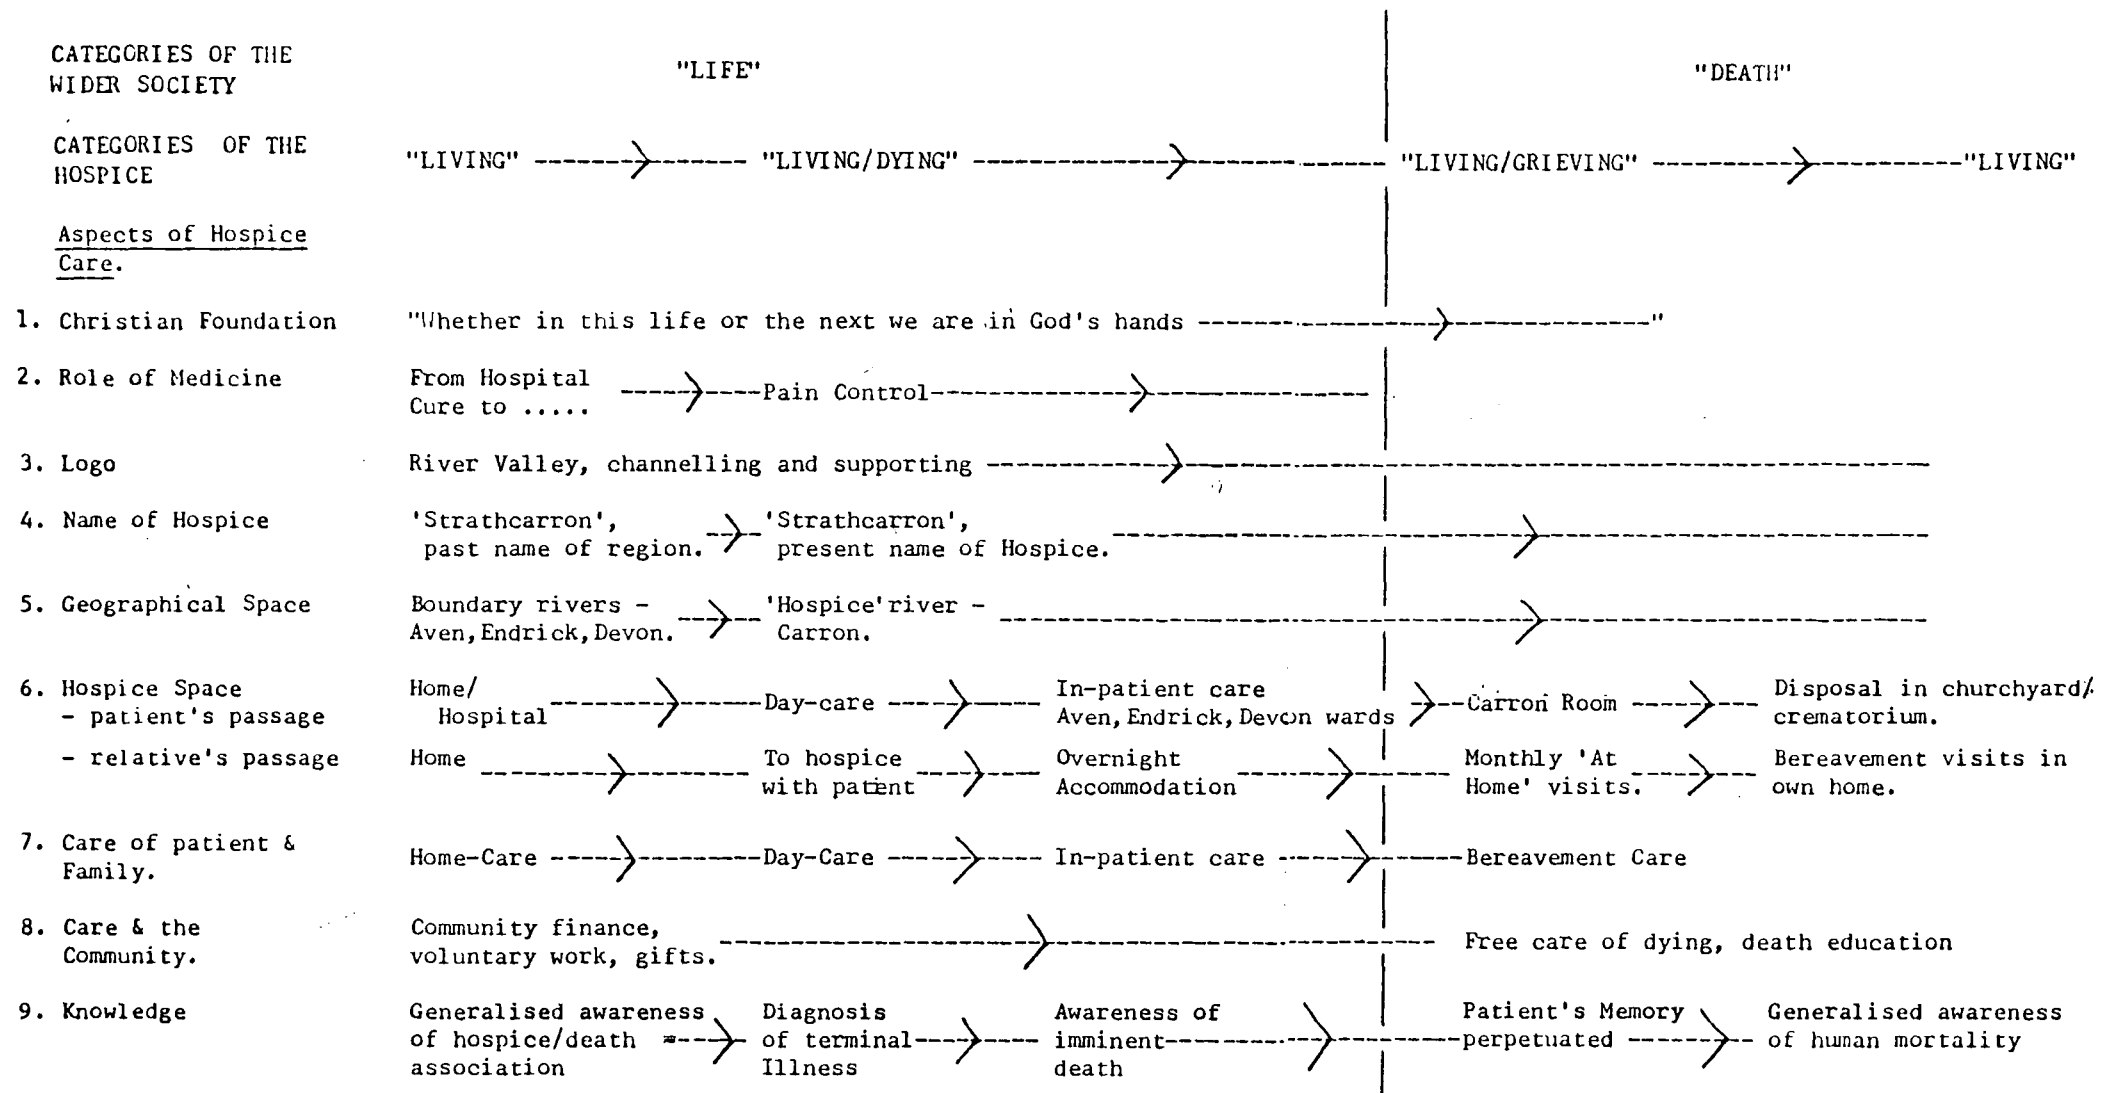 CATEGORIES OF THE
WIDER SOCIETY
"LIFE"
"DEATH"
CATEGORIES OF THE
HOSPICE
"LIVING" "LIVING/DYING" "LIVING/GRIEVING" "LIVING"
Aspects of Hospice
Care.
1. Christian Foundation "Whether in this life or the next we are in God's hands "
2. Role of Medicine
From Hospital
Cure to .....
Pain Control
3. Logo River Valley, channelling and supporting
4. Name of Hospice
'Strathcarron',
past name of region.
'Strathcarron',
present name of Hospice.
5. Geographical Space
Boundary rivers -
Aven,Endrick,Devon.
'Hospice'river -
Carron.
6. Hospice Space
- patient's passage
Home/
Hospital
Day-care
In-patient care
Aven,Endrick,Devon wards
Carron Room
Disposal in churchyard/
crematorium.
- relative's passage
Home
To hospice
with patient
Overnight
Accommodation
Monthly 'At
Home' visits.
Bereavement visits in
own home.
7. Care of patient &
Family.
Home-Care Day-Care In-patient care Bereavement Care
8. Care & the
Community.
Community finance,
voluntary work, gifts.
Free care of dying, death education
9. Knowledge
Generalised awareness
of hospice/death
association
Diagnosis
of terminal
Illness
Awareness of
imminent
death
Patient's Memory
perpetuated
Generalised awareness
of human mortality